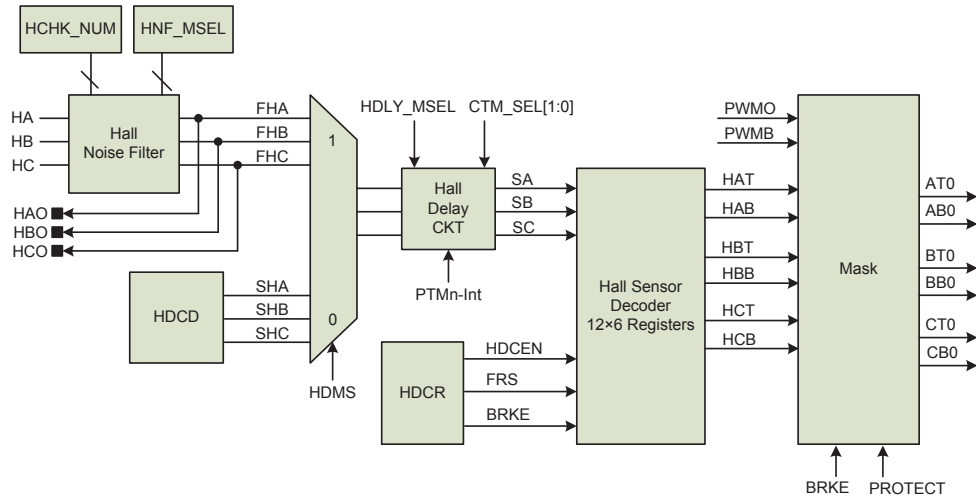 HCHK_NUM
HNF_MSEL
HA
HB
HC
Hall
Noise Filter
FHA
FHB
FHC
HAO
HBO
HCO
HDCD
SHA
SHB
SHC
1
0
HDMS
HDLY_MSEL
CTM_SEL[1:0]
Hall
Delay
CKT
PTMn-Int
SA
SB
SC
HDCR
HDCEN
FRS
BRKE
Hall Sensor
Decoder
12×6 Registers
PWMO
PWMB
HAT
HAB
HBT
HBB
HCT
HCB
Mask
AT0
AB0
BT0
BB0
CT0
CB0
BRKE
PROTECT